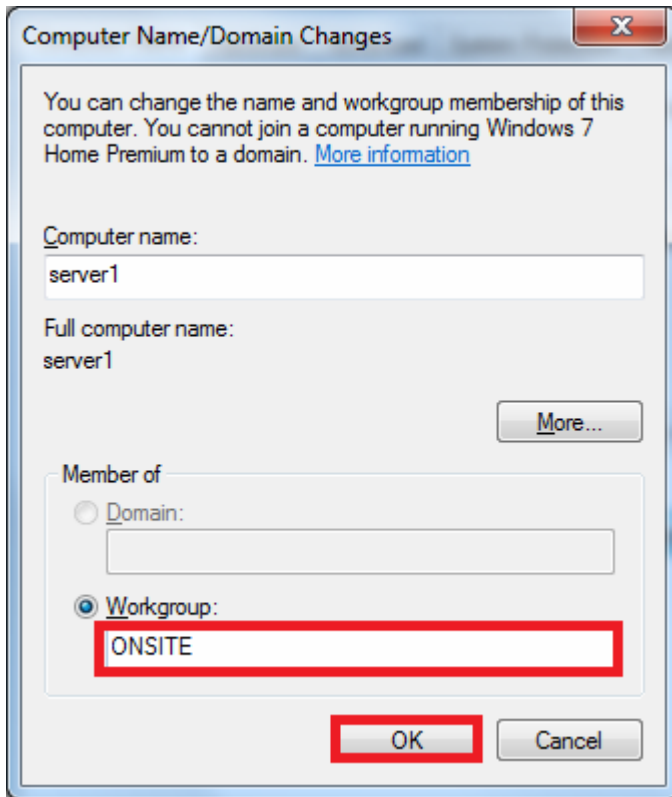 Computer Name/Domain Changes
You can change the name and workgroup membership of this
computer. You cannot join a computer running Windows 7
Home Premium to a domain. More information
Computer name:
server1
Full computer name:
server1
More...
Member of
Domain:
Workgroup:
ONSITE
OK
Cancel